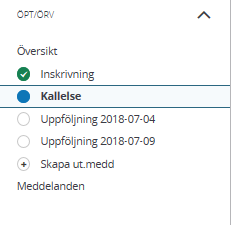 ÖPT/ÖRV
Översikt
Inskrivning
Kallelse
Uppföljning 2018-07-04
Uppföljning 2018-07-09
Skapa ut.medd
Meddelanden